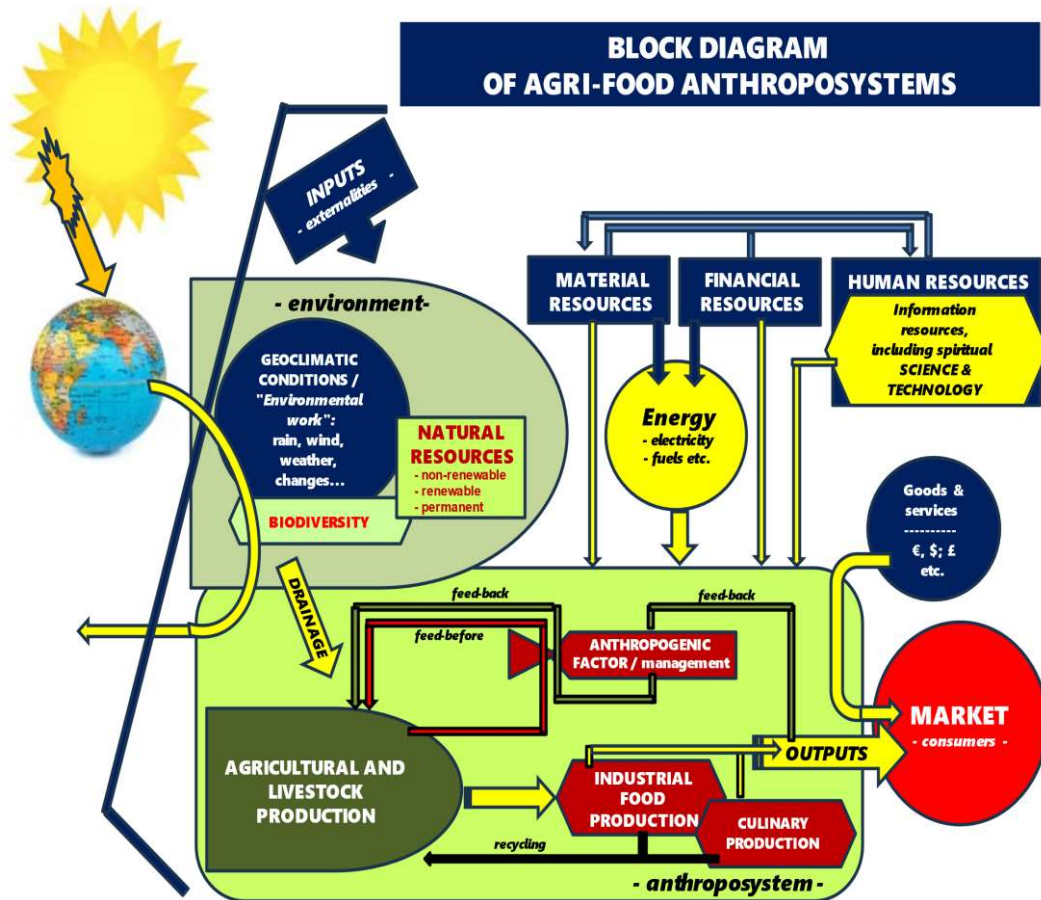 BLOCK DIAGRAM
OF AGRI-FOOD ANTHROPOSYSTEMS
INPUTS
- externalities -
- environment-
GEOCLIMATIC
CONDITIONS /
"Environmental
work":
rain, wind,
weather,
changes...
NATURAL
RESOURCES
- non-renewable
- renewable
- permanent
BIODIVERSITY
MATERIAL
RESOURCES
FINANCIAL
RESOURCES
HUMAN RESOURCES
Information
resources,
including spiritual
SCIENCE &
TECHNOLOGY
Energy
- electricity
- fuels etc.
Goods &
services
----------
€, $; £
etc.
DRAINAGE
feed-back
feed-back
feed-before
ANTHROPOGENIC
FACTOR / management
MARKET
- consumers -
OUTPUTS
AGRICULTURAL AND
LIVESTOCK
PRODUCTION
INDUSTRIAL
FOOD
PRODUCTION
CULINARY
PRODUCTION
recycling
- anthroposystem -